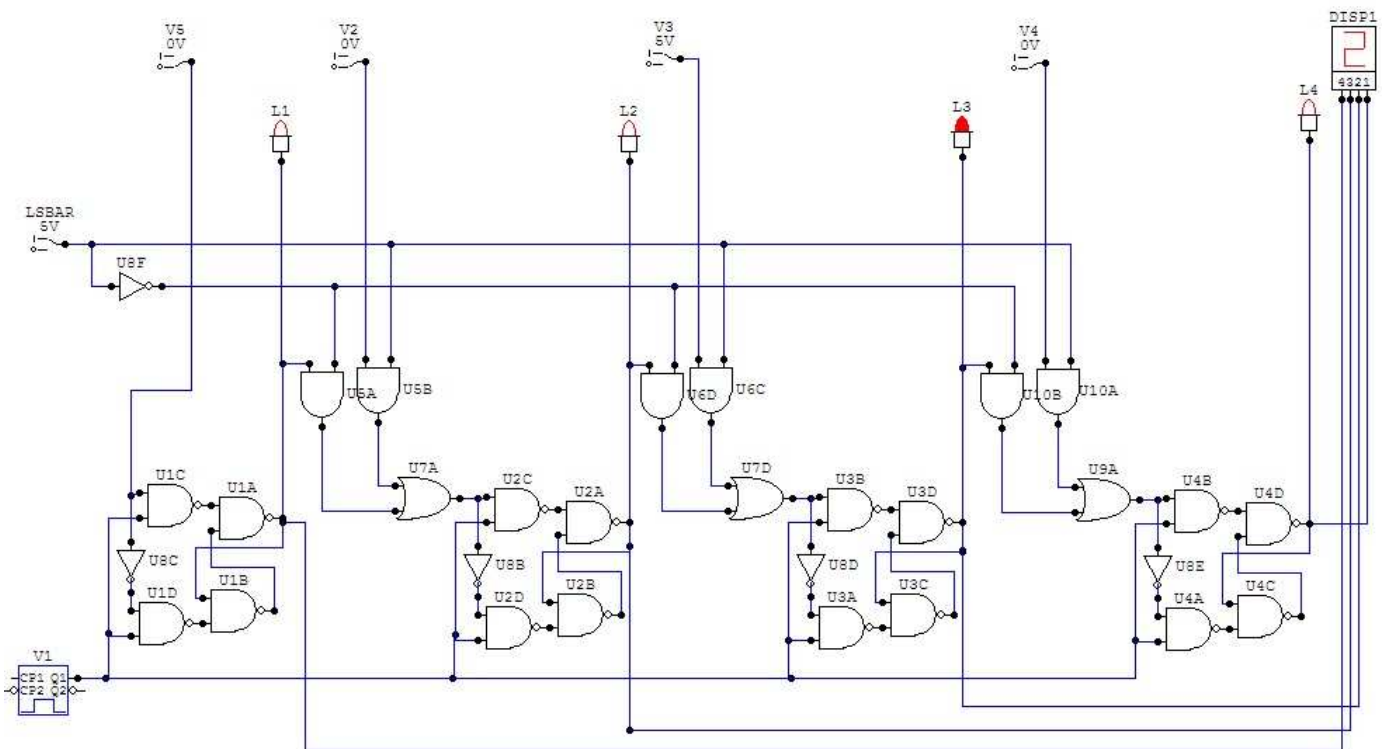 V5
0V
V2
0V
V3
5V
V4
0V
DISP1
2
4321
L1
L2
L3
L4
LSBAR
5V
U8F
U5A
U5B
U6D
U6C
U10B
U10A
U1C
U1A
U7A
U2C
U2A
U7D
U3B
U3D
U9A
U4B
U4D
U8C
U1D
U1B
U8B
U2D
U2B
U8D
U3A
U3C
U8E
U4A
U4C
V1
CP1 Q1
CP2 Q2